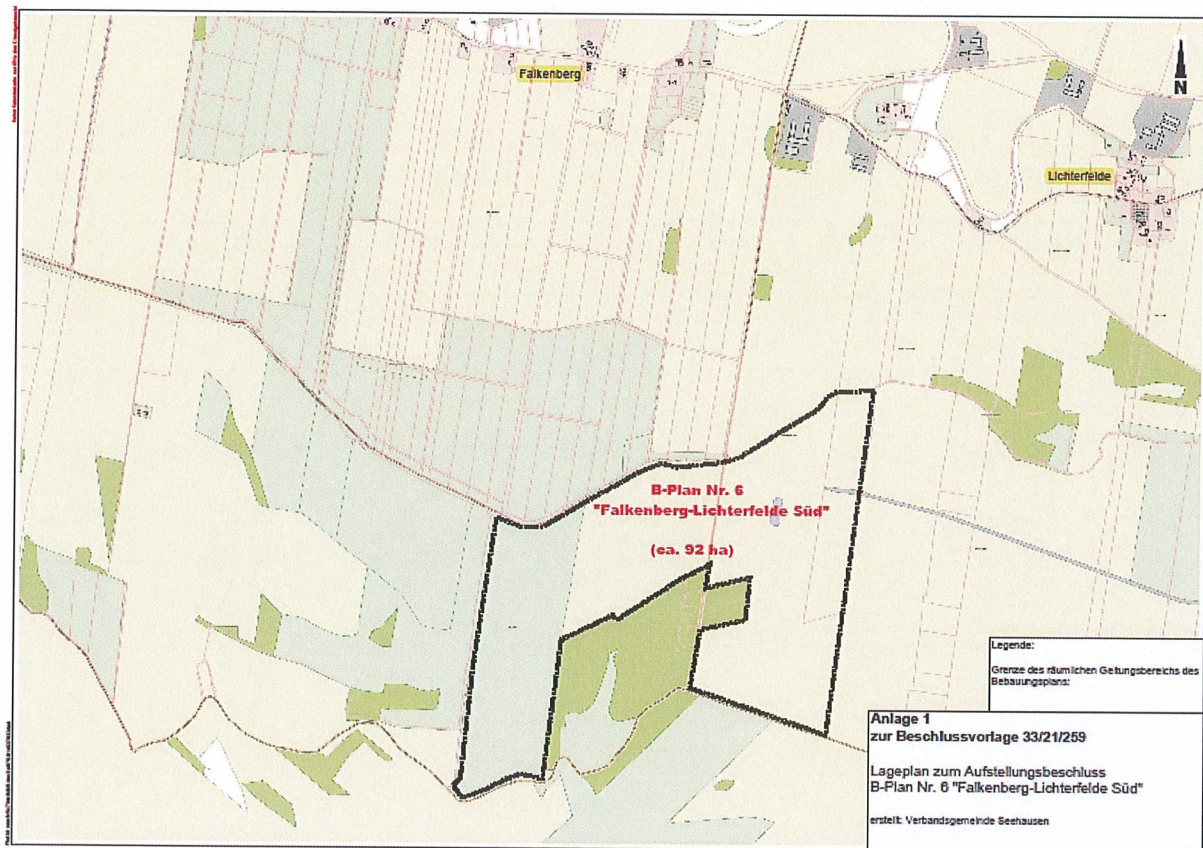 Falkenberg
N
Lichterfelde
B-Plan Nr. 6
"Falkenberg-Lichterfelde Süd"
(ca. 92 ha)
Legende:
Grenze des räumlichen Geltungsbereichs des
Bebauungsplans:
Anlage 1
zur Beschlussvorlage 33/21/259
Lageplan zum Aufstellungsbeschluss
B-Plan Nr. 6 "Falkenberg-Lichterfelde Süd"
erstellt: Verbandsgemeinde Seehausen